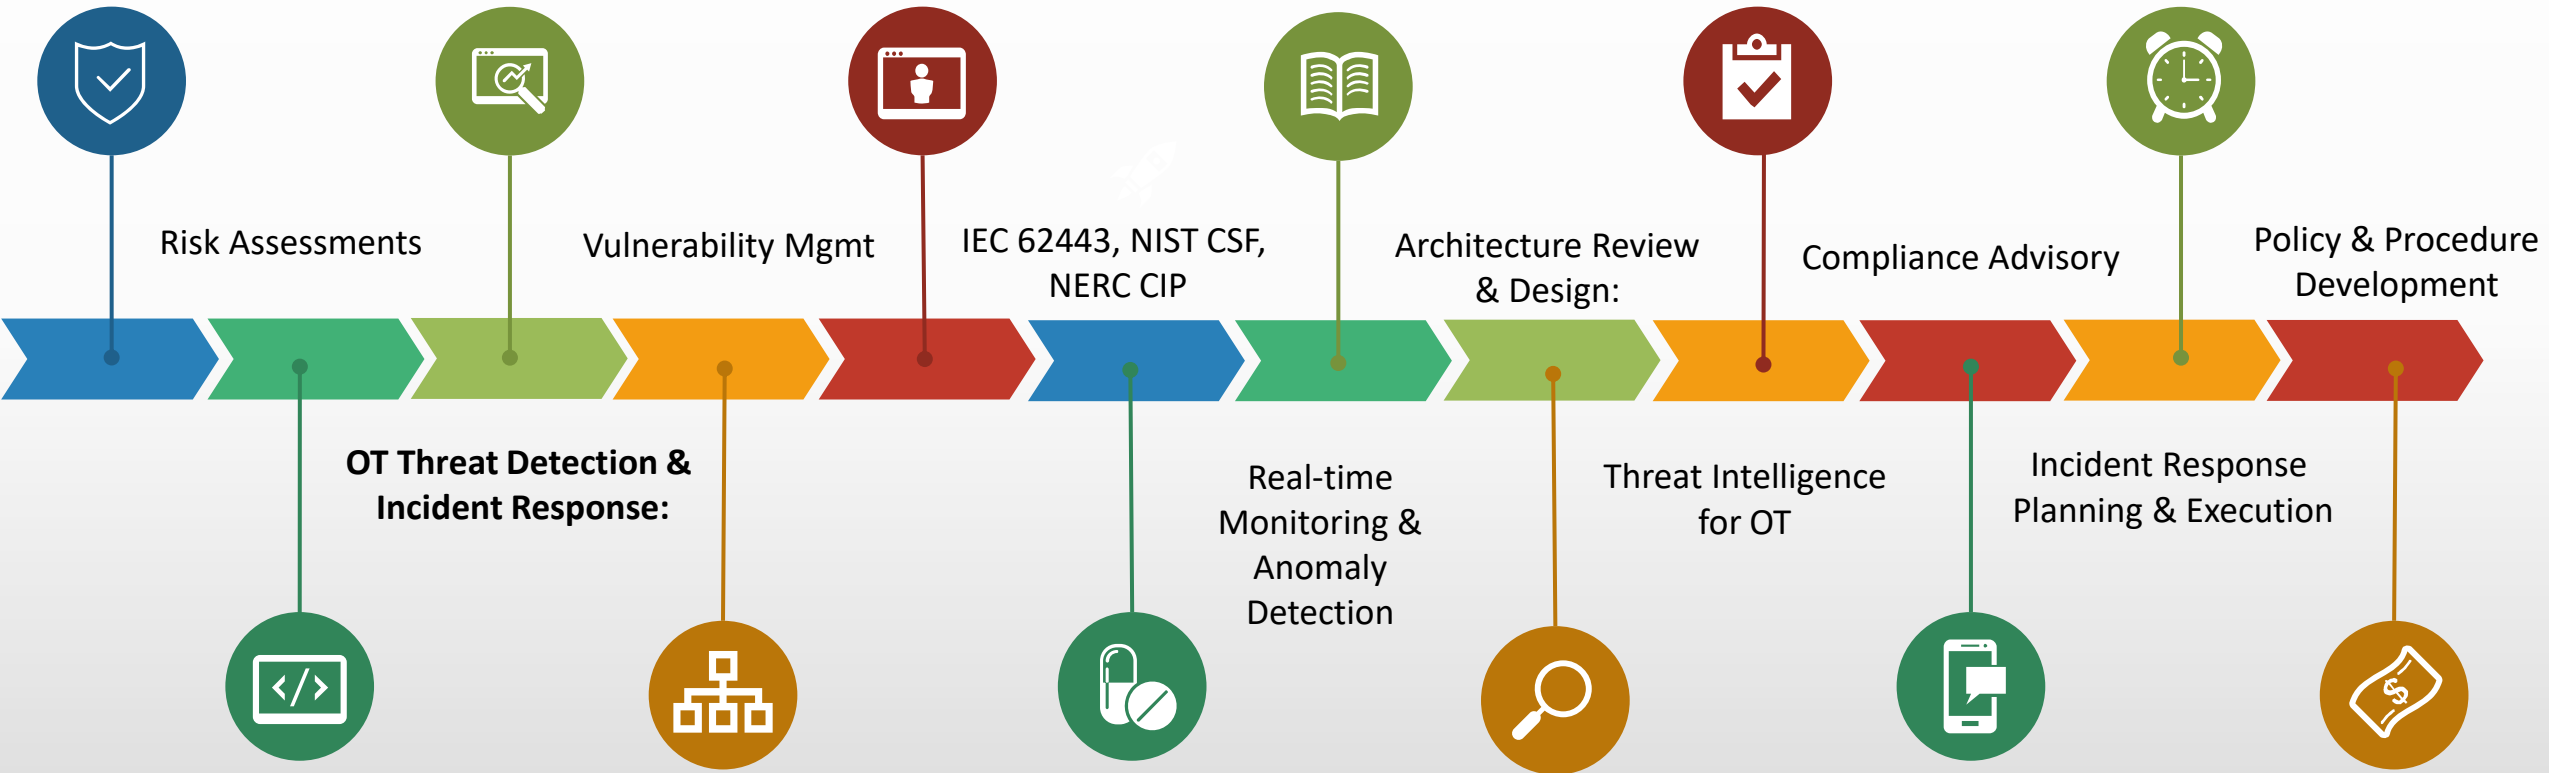 Risk Assessments
Vulnerability Mgmt
IEC 62443, NIST CSF,
NERC CIP
Architecture Review
& Design:
Compliance Advisory
Policy & Procedure
Development
OT Threat Detection &
Incident Response:
Real-time
Monitoring &
Anomaly
Detection
Threat Intelligence
for OT
Incident Response
Planning & Execution
</>
$